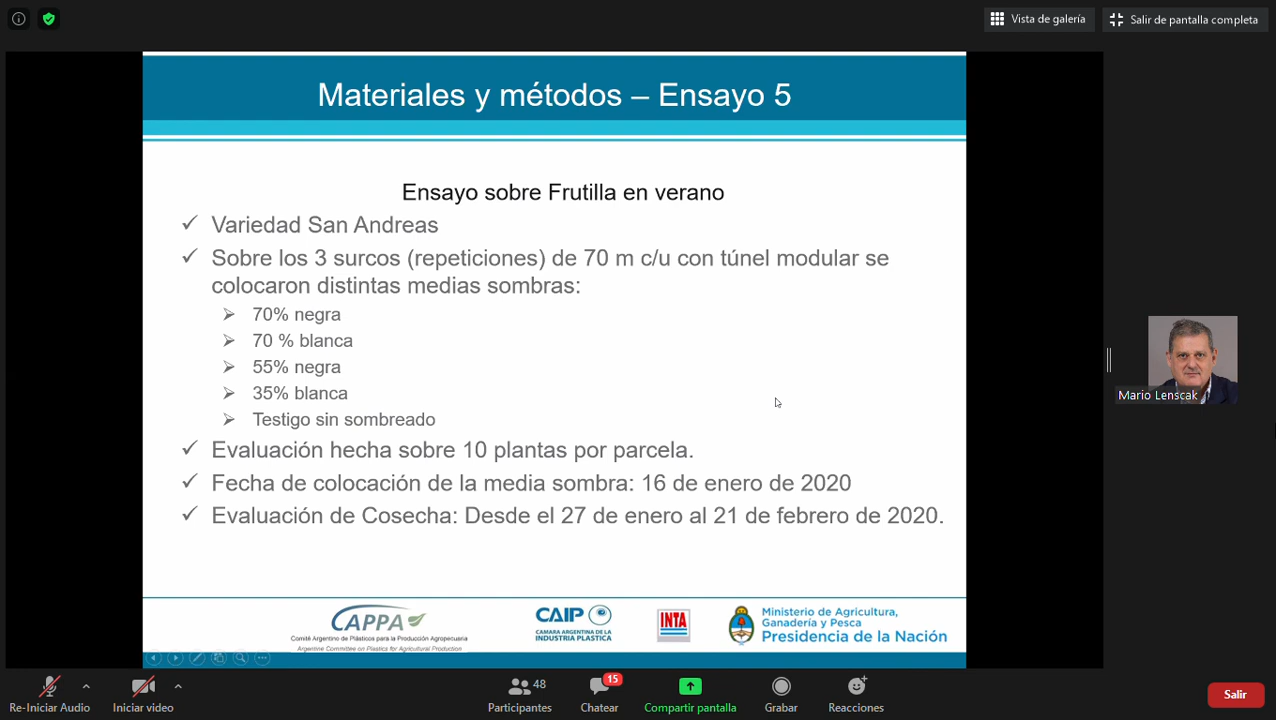 Vista de galería
Salir de pantalla completa
Materiales y métodos – Ensayo 5
Ensayo sobre Frutilla en verano
✓ Variedad San Andreas
✓ Sobre los 3 surcos (repeticiones) de 70 m c/u con túnel modular se
colocaron distintas medias sombras:
➢ 70% negra
➢ 70 % blanca
➢ 55% negra
➢ 35% blanca
➢ Testigo sin sombreado
✓ Evaluación hecha sobre 10 plantas por parcela.
✓ Fecha de colocación de la media sombra: 16 de enero de 2020
✓ Evaluación de Cosecha: Desde el 27 de enero al 21 de febrero de 2020.
Mario Lenscak
CAPPA
Comité Argentino de Plásticos para la Producción Agropecuaria
Argentine Committee on Plastics for Agricultural Production
CAIP
CAMARA ARGENTINA DE LA
INDUSTRIA PLASTICA
INTA
Ministerio de Agricultura,
Ganadería y Pesca
Presidencia de la Nación
Re-Iniciar Audio
Iniciar video
48
Participantes
15
Chatear
Compartir pantalla
Grabar
Reacciones
Salir